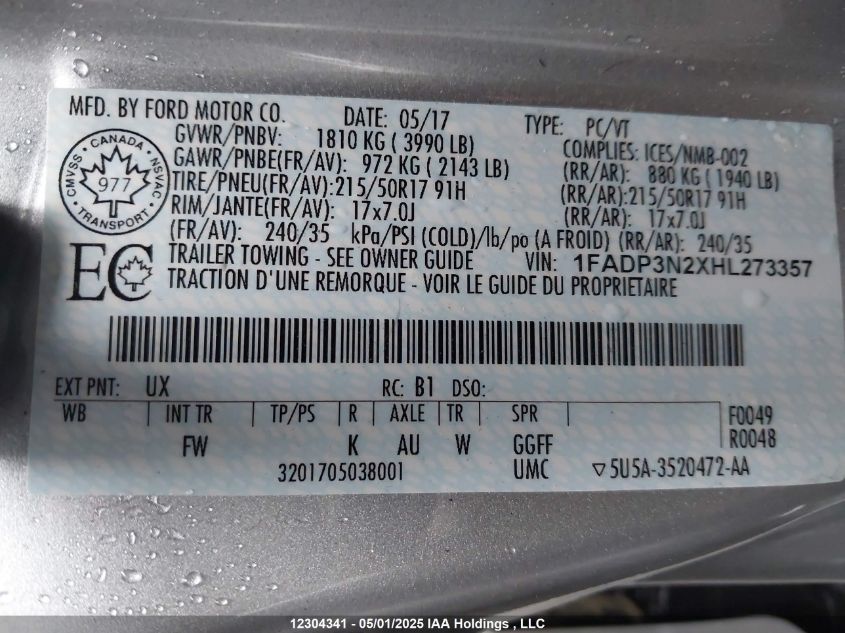 MFD. BY FORD MOTOR CO. DATE: 05/17 TYPE: PC/VT
GVWR/PNBV: 1810 KG ( 3990 LB) COMPLIES: ICES/NMB-002
GAWR/PNBE(FR/AV): 972 KG ( 2143 LB) (RR/AR): 880 KG ( 1940 LB)
TIRE/PNEU(FR/AV):215/50R17 91H (RR/AR):215/50R17 91H
RIM/JANTE(FR/AV): 17x7.0J (RR/AR): 17x7.0J
(FR/AV): 240/35 kPa/PSI (COLD)/lb/po (A FROID) (RR/AR): 240/35
TRAILER TOWING - SEE OWNER GUIDE VIN: 1FADP3N2XHL273357
TRACTION D'UNE REMORQUE - VOIR LE GUIDE DU PROPRIETAIRE
CANADA
CMVSS 977 NSVAC
TRANSPORT
EC
EXT PNT: UX RC: B1 DSO:
WB INT TR TP/PS R AXLE TR SPR F0049
FW K AU W GGFF R0048
3201705038001 UMC ▽5U5A-3520472-AA
12304341 - 05/01/2025 IAA Holdings , LLC